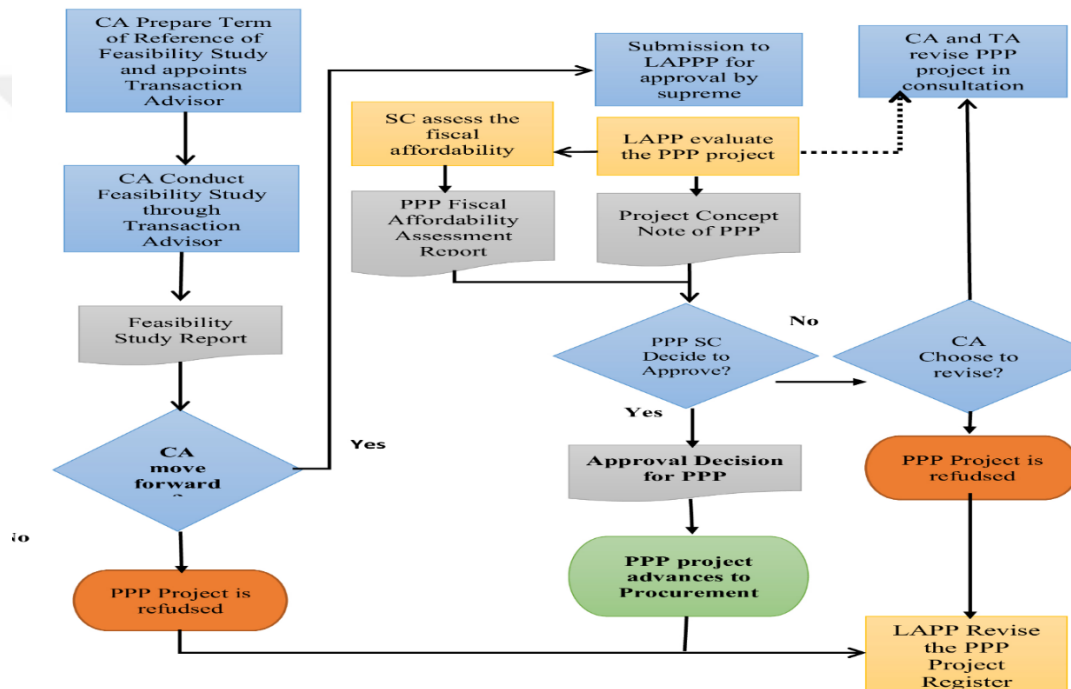 CA Prepare Term
of Reference of
Feasibility Study
and appoints
Transaction
Advisor
Submission to
LAPPP for
approval by
supreme
CA and TA
revise PPP
project in
consultation
SC assess the
fiscal
affordability
LAPP evaluate
the PPP project
CA Conduct
Feasibility Study
through
Transaction
Advisor
PPP Fiscal
Affordability
Assessment
Report
Project Concept
Note of PPP
Feasibility
Study Report
No
PPP SC
Decide to
Approve?
CA
Choose to
revise?
Yes
Yes
CA
move
forward
Approval Decision
for PPP
PPP Project is
refudsed
No
PPP project
advances to
Procurement
PPP Project is
refudsed
LAPP Revise
the PPP
Project
Register